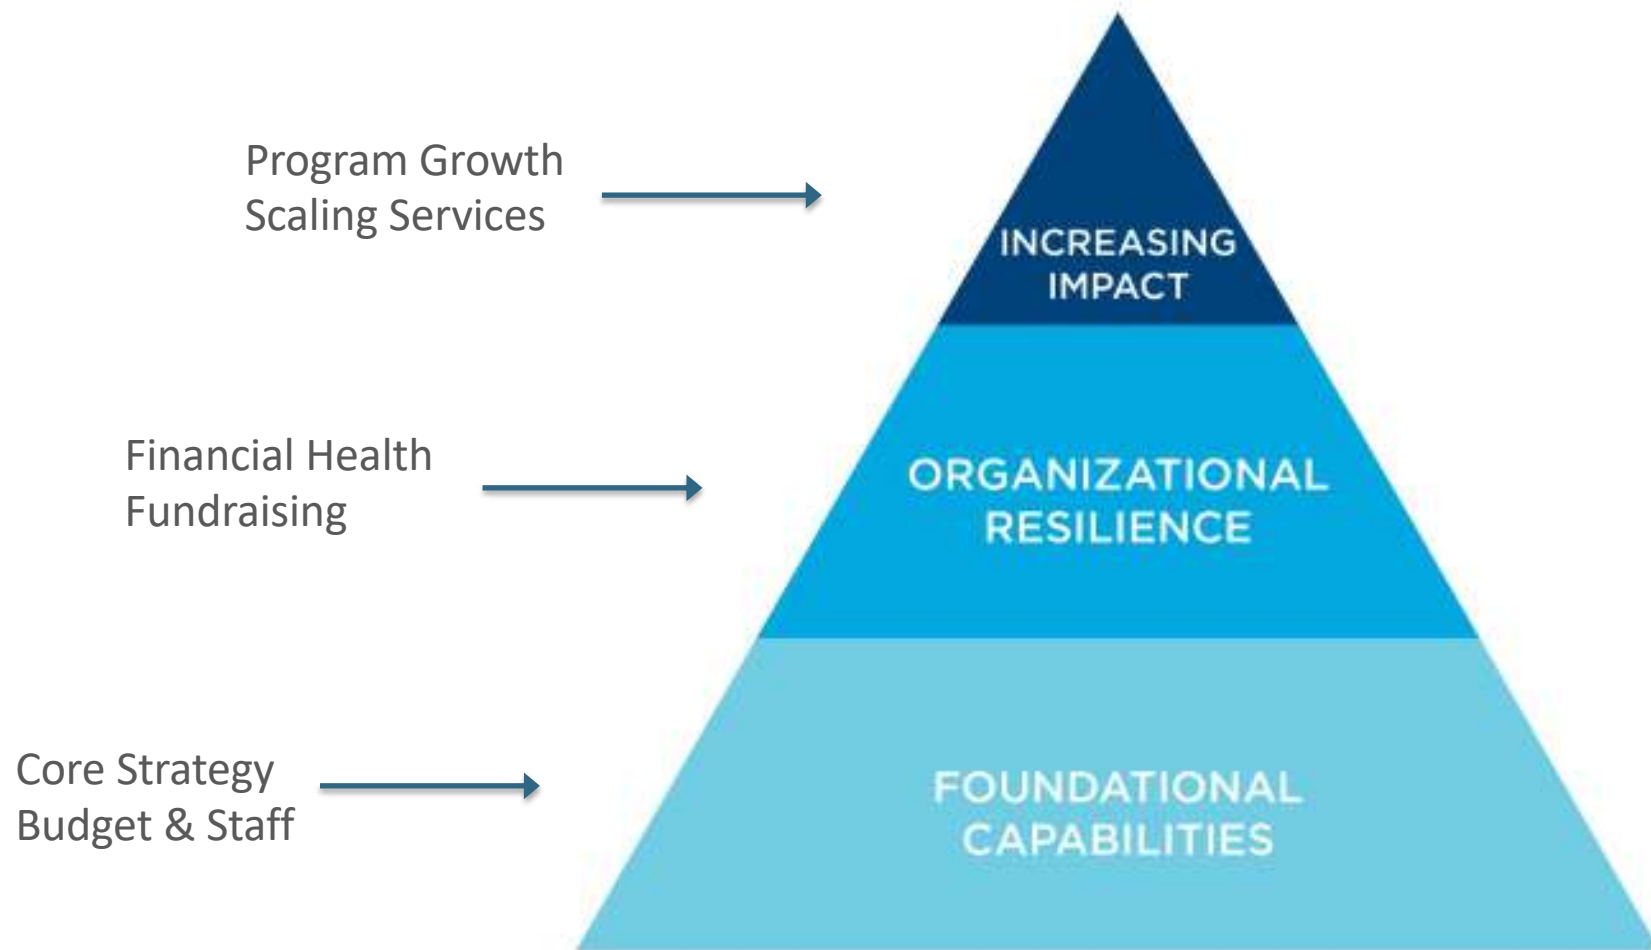 Program Growth
Scaling Services
INCREASING
IMPACT
Financial Health
Fundraising
ORGANIZATIONAL
RESILIENCE
Core Strategy
Budget & Staff
FOUNDATIONAL
CAPABILITIES